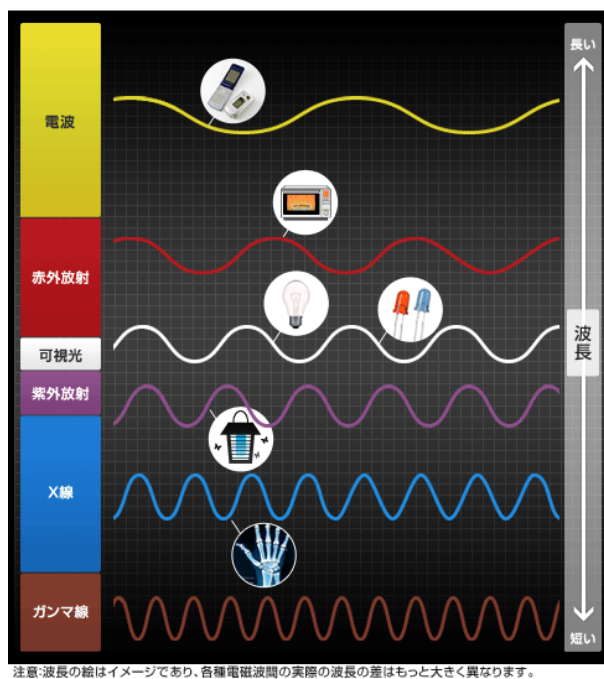 長い
電波
赤外放射
波長
可視光
紫外放射
X線
ガンマ線
短い
注意:波長の絵はイメージであり、各種電磁波間の実際の波長の差はもっと大きく異なります。